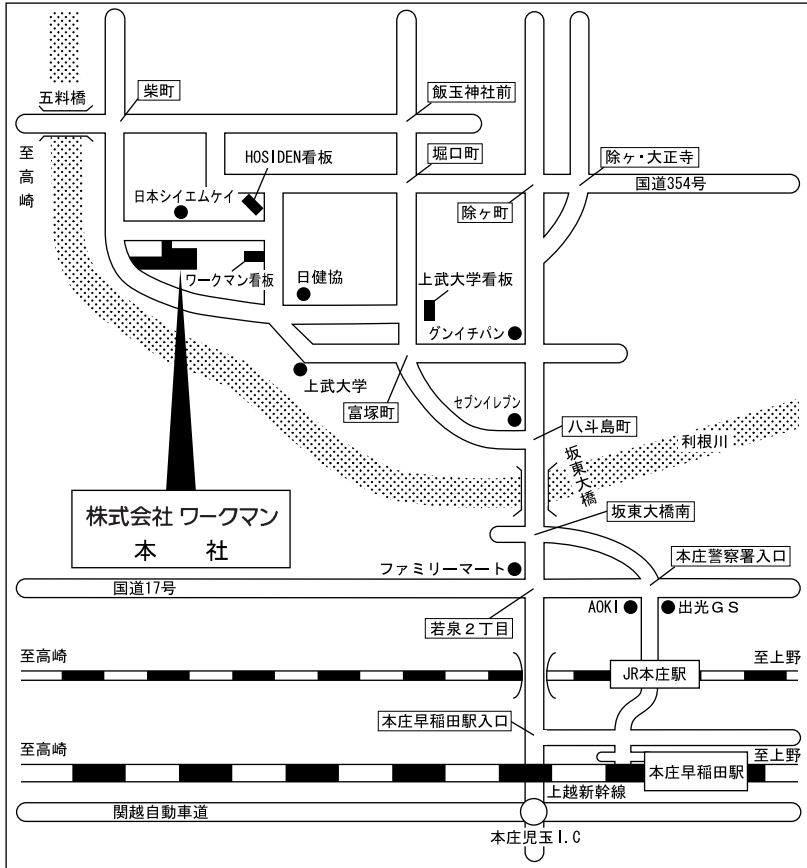 五料橋
柴町
飯玉神社前
至高崎
HOSIDEN看板
堀口町
除ヶ・大正寺
国道354号
日本シイエムケイ
除ヶ町
ワークマン看板
日健協
上武大学看板
グンイチパン
上武大学
富塚町
セブンイレブン
八斗島町
利根川
坂東大橋
株式会社 ワークマン
本 社
坂東大橋南
ファミリーマート
本庄警察署入口
国道17号
AOKI
出光GS
若泉2丁目
至高崎
至上野
JR本庄駅
本庄早稲田駅入口
至高崎
至上野
本庄早稲田駅
上越新幹線
関越自動車道
本庄児玉I.C